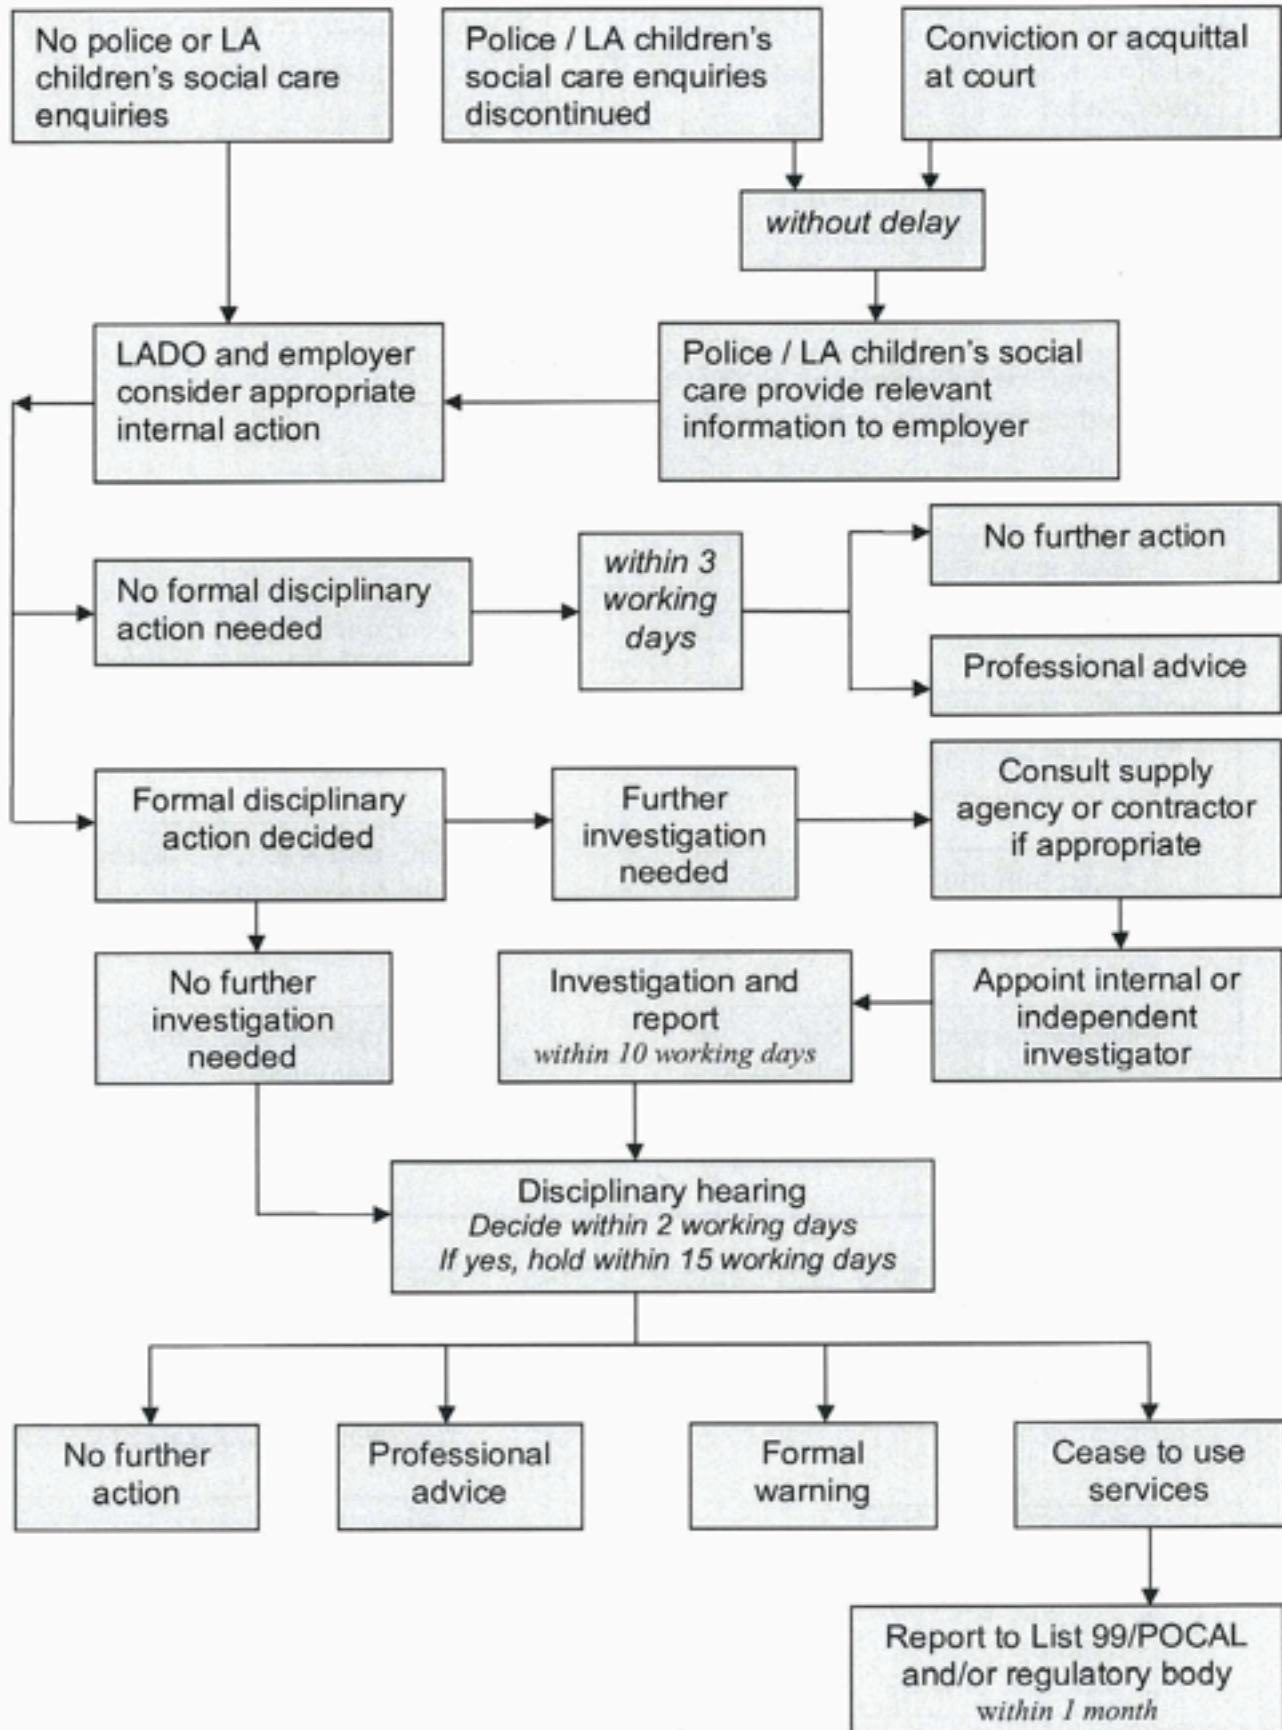 No police or LA
children's social care
enquiries
Police / LA children's
social care enquiries
discontinued
Conviction or acquittal
at court
without delay
LADO and employer
consider appropriate
internal action
Police / LA children's social
care provide relevant
information to employer
No formal disciplinary
action needed
within 3
working
days
No further action
Professional advice
Formal disciplinary
action decided
Further
investigation
needed
Consult supply
agency or contractor
if appropriate
No further
investigation
needed
Investigation and
report
within 10 working days
Appoint internal or
independent
investigator
Disciplinary hearing
Decide within 2 working days
If yes, hold within 15 working days
No further
action
Professional
advice
Formal
warning
Cease to use
services
Report to List 99/POCAL
and/or regulatory body
within 1 month